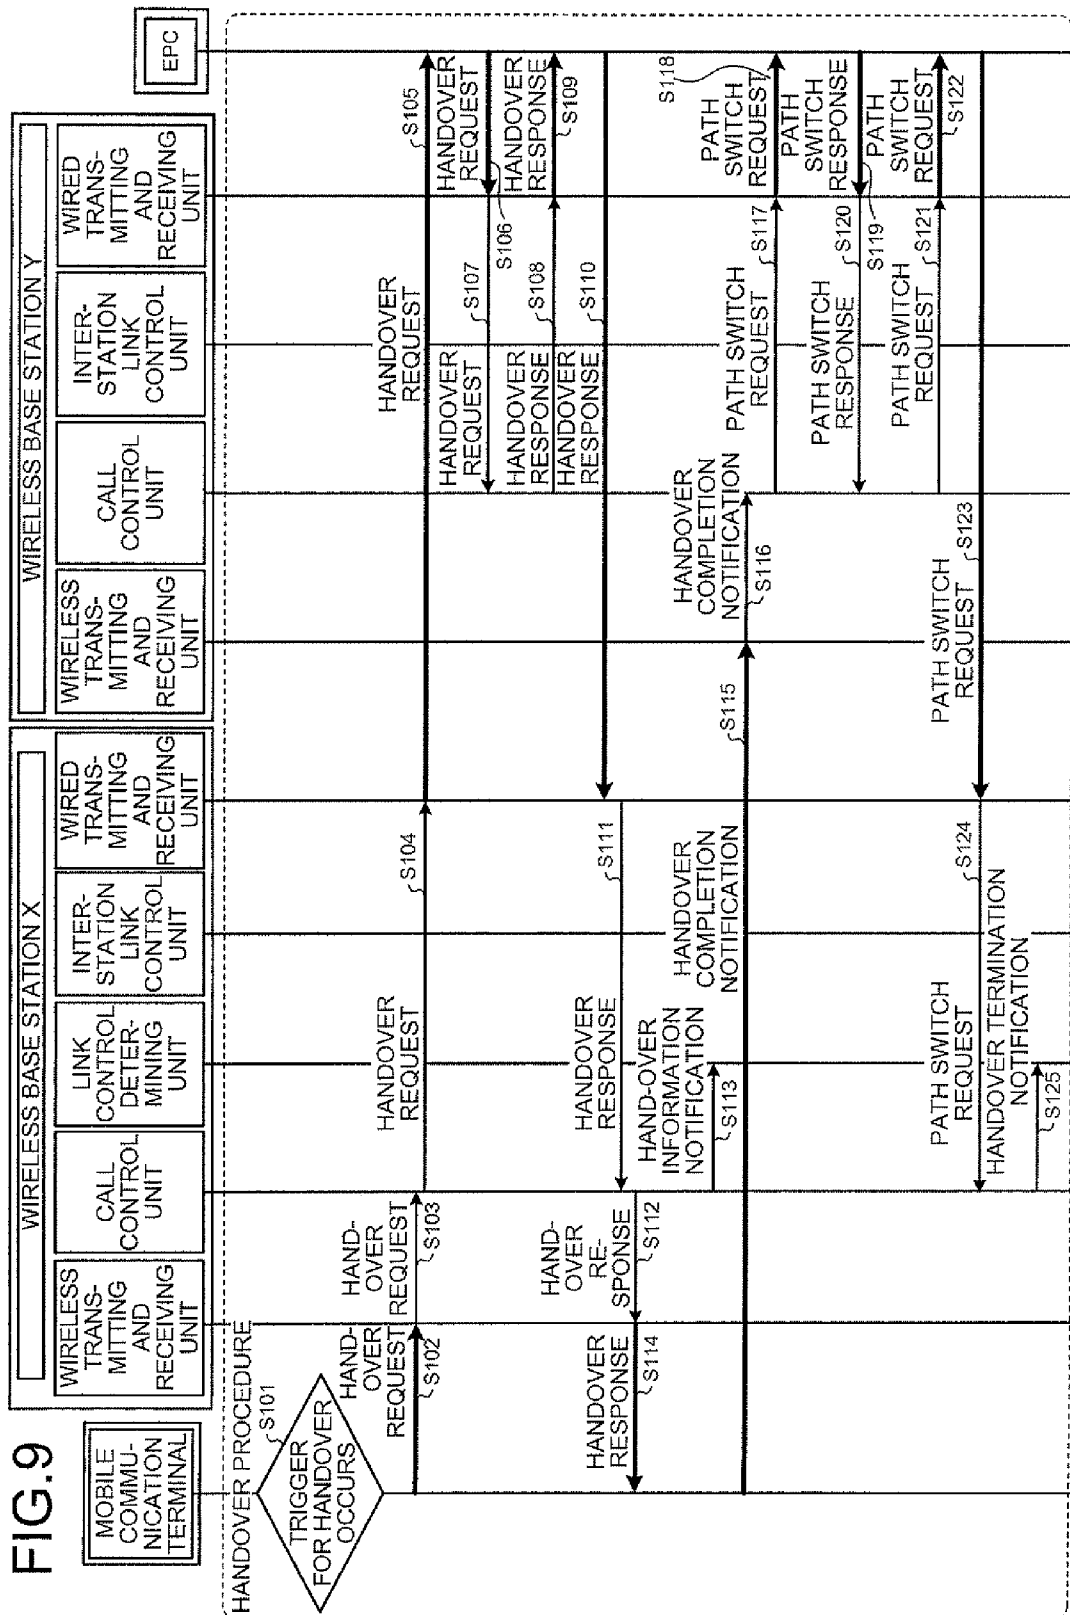 FIG.9
MOBILE
COMMU-
NICATION
TERMINAL
WIRELESS BASE STATION X
WIRELESS
TRANS-
MITTING
AND
RECEIVING
UNIT
CALL
CONTROL
UNIT
LINK
CONTROL
DETER-
MINING
UNIT
INTER-
STATION
LINK
CONTROL
UNIT
WIRED
TRANS-
MITTING
AND
RECEIVING
UNIT
WIRELESS BASE STATION Y
WIRELESS
TRANS-
MITTING
AND
RECEIVING
UNIT
CALL
CONTROL
UNIT
INTER-
STATION
LINK
CONTROL
UNIT
WIRED
TRANS-
MITTING
AND
RECEIVING
UNIT
EPC
HANDOVER PROCEDURE
S101
TRIGGER
FOR HANDOVER
OCCURS
HAND-
OVER
REQUEST
S102
HAND-
OVER
REQUEST
S103
HANDOVER
REQUEST
S104
HANDOVER
REQUEST
S105
HANDOVER
REQUEST
S106
HANDOVER
REQUEST
S107
HANDOVER
RESPONSE
S108
HANDOVER
RESPONSE
S109
HANDOVER
RESPONSE
S110
HANDOVER
RESPONSE
S111
HAND-
OVER
RE-
SPONSE
S112
HAND-OVER
INFORMATION
NOTIFICATION
S113
HANDOVER
RESPONSE
S114
HANDOVER
COMPLETION
NOTIFICATION
S115
HANDOVER
COMPLETION
NOTIFICATION
S116
PATH SWITCH
REQUEST
S117
S118
PATH
SWITCH
REQUEST
PATH
SWITCH
RESPONSE
S119
PATH SWITCH
RESPONSE
S120
PATH SWITCH
REQUEST
S121
PATH
SWITCH
REQUEST
S122
PATH SWITCH
REQUEST
S123
PATH SWITCH
REQUEST
S124
HANDOVER TERMINATION
NOTIFICATION
S125